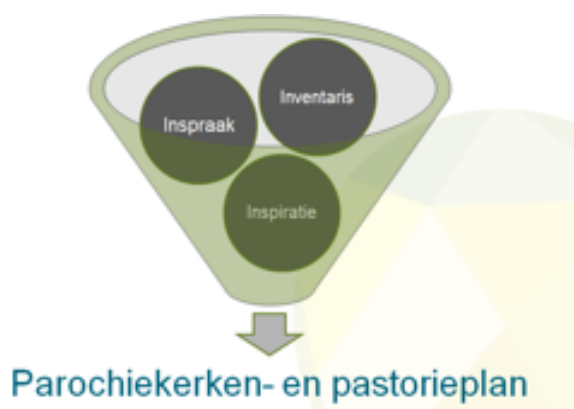 Inventaris
Inspraak
Inspiratie
Parochiekerken- en pastorieplan